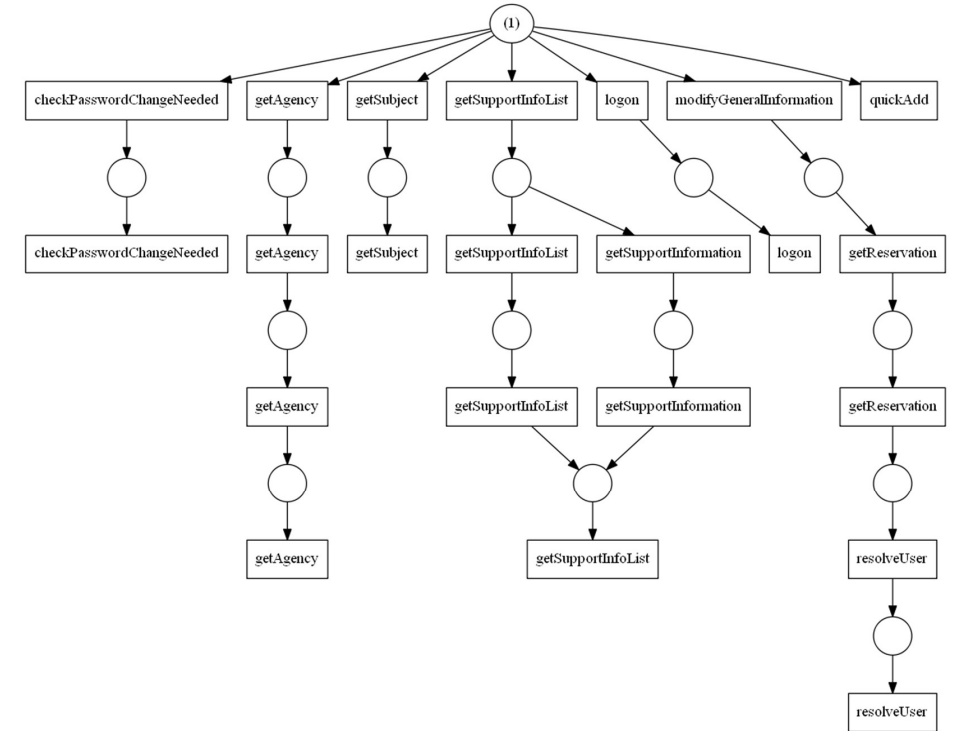 (1)
checkPasswordChangeNeeded
getAgency
getSubject
getSupportInfoList
logon
modifyGeneralInformation
quickAdd
checkPasswordChangeNeeded
getAgency
getSubject
getSupportInfoList
getSupportInformation
logon
getReservation
getAgency
getSupportInfoList
getSupportInformation
getReservation
getAgency
getSupportInfoList
resolveUser
resolveUser